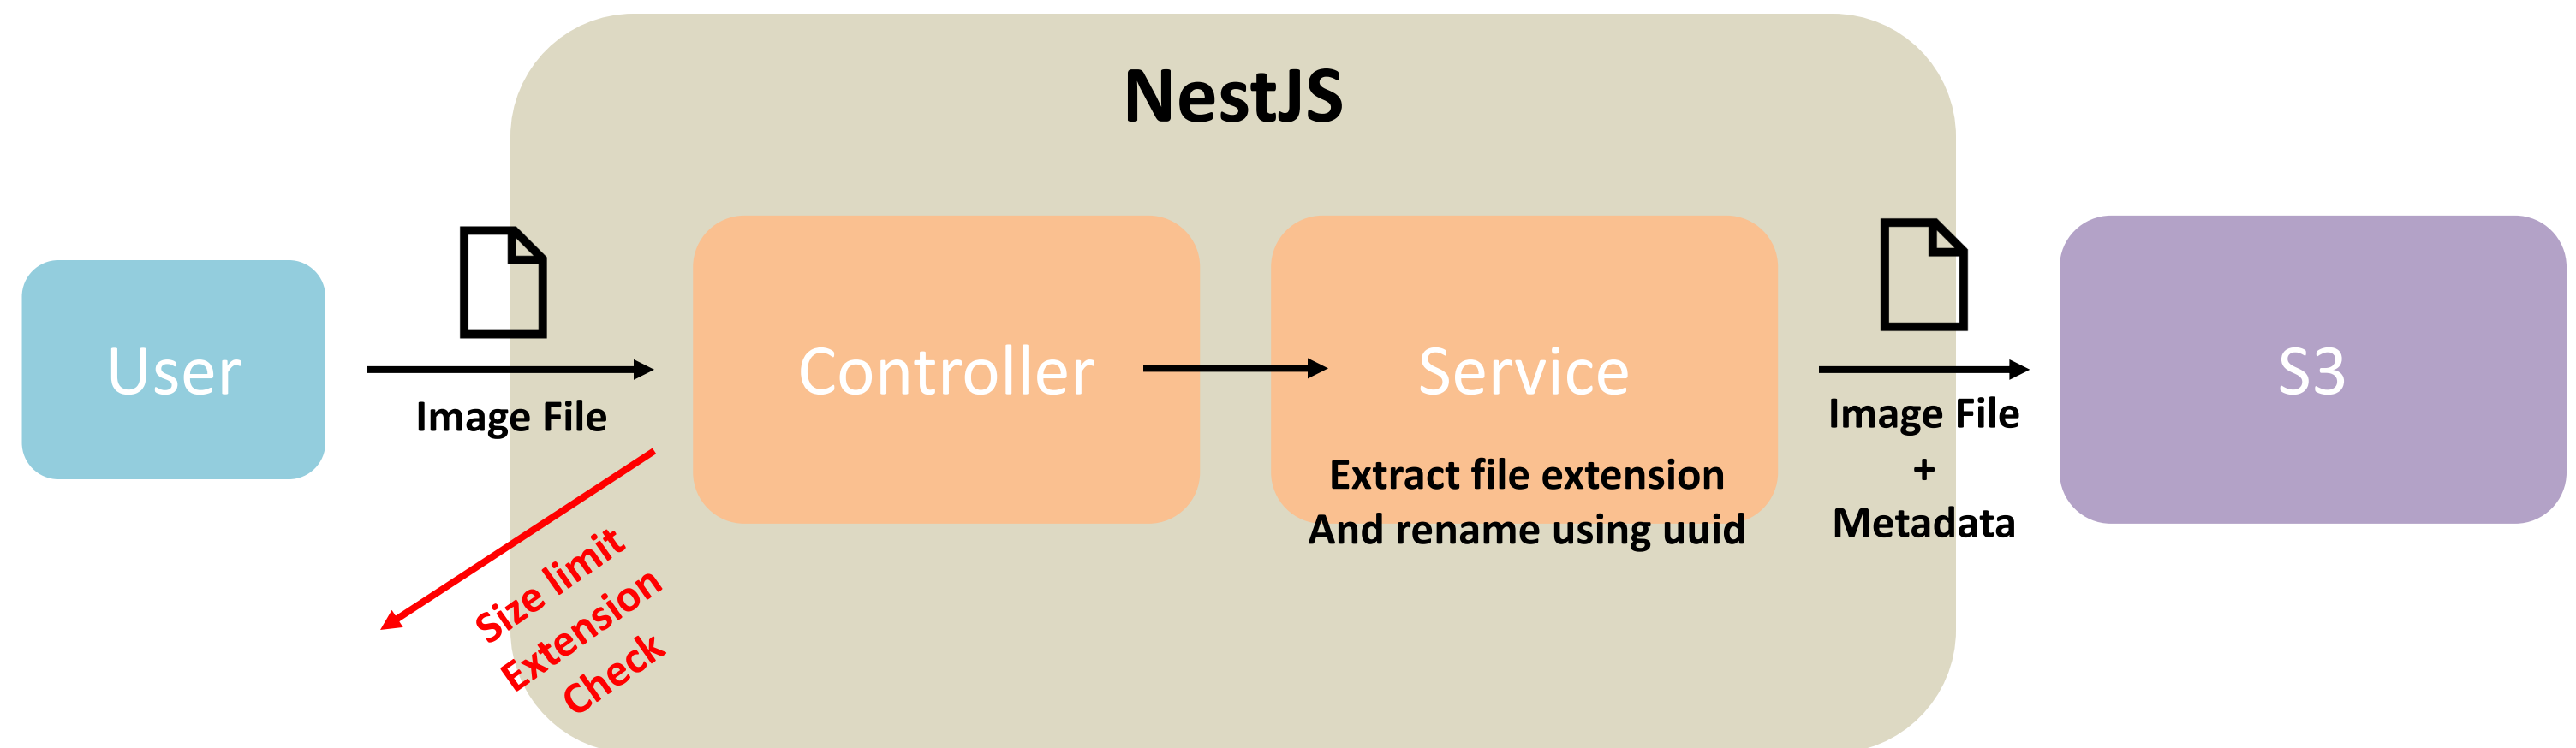 NestJS
User
Image File
Size limit
Extension
Check
Controller
Service
Extract file extension
And rename using uuid
Image File
+
Metadata
S3